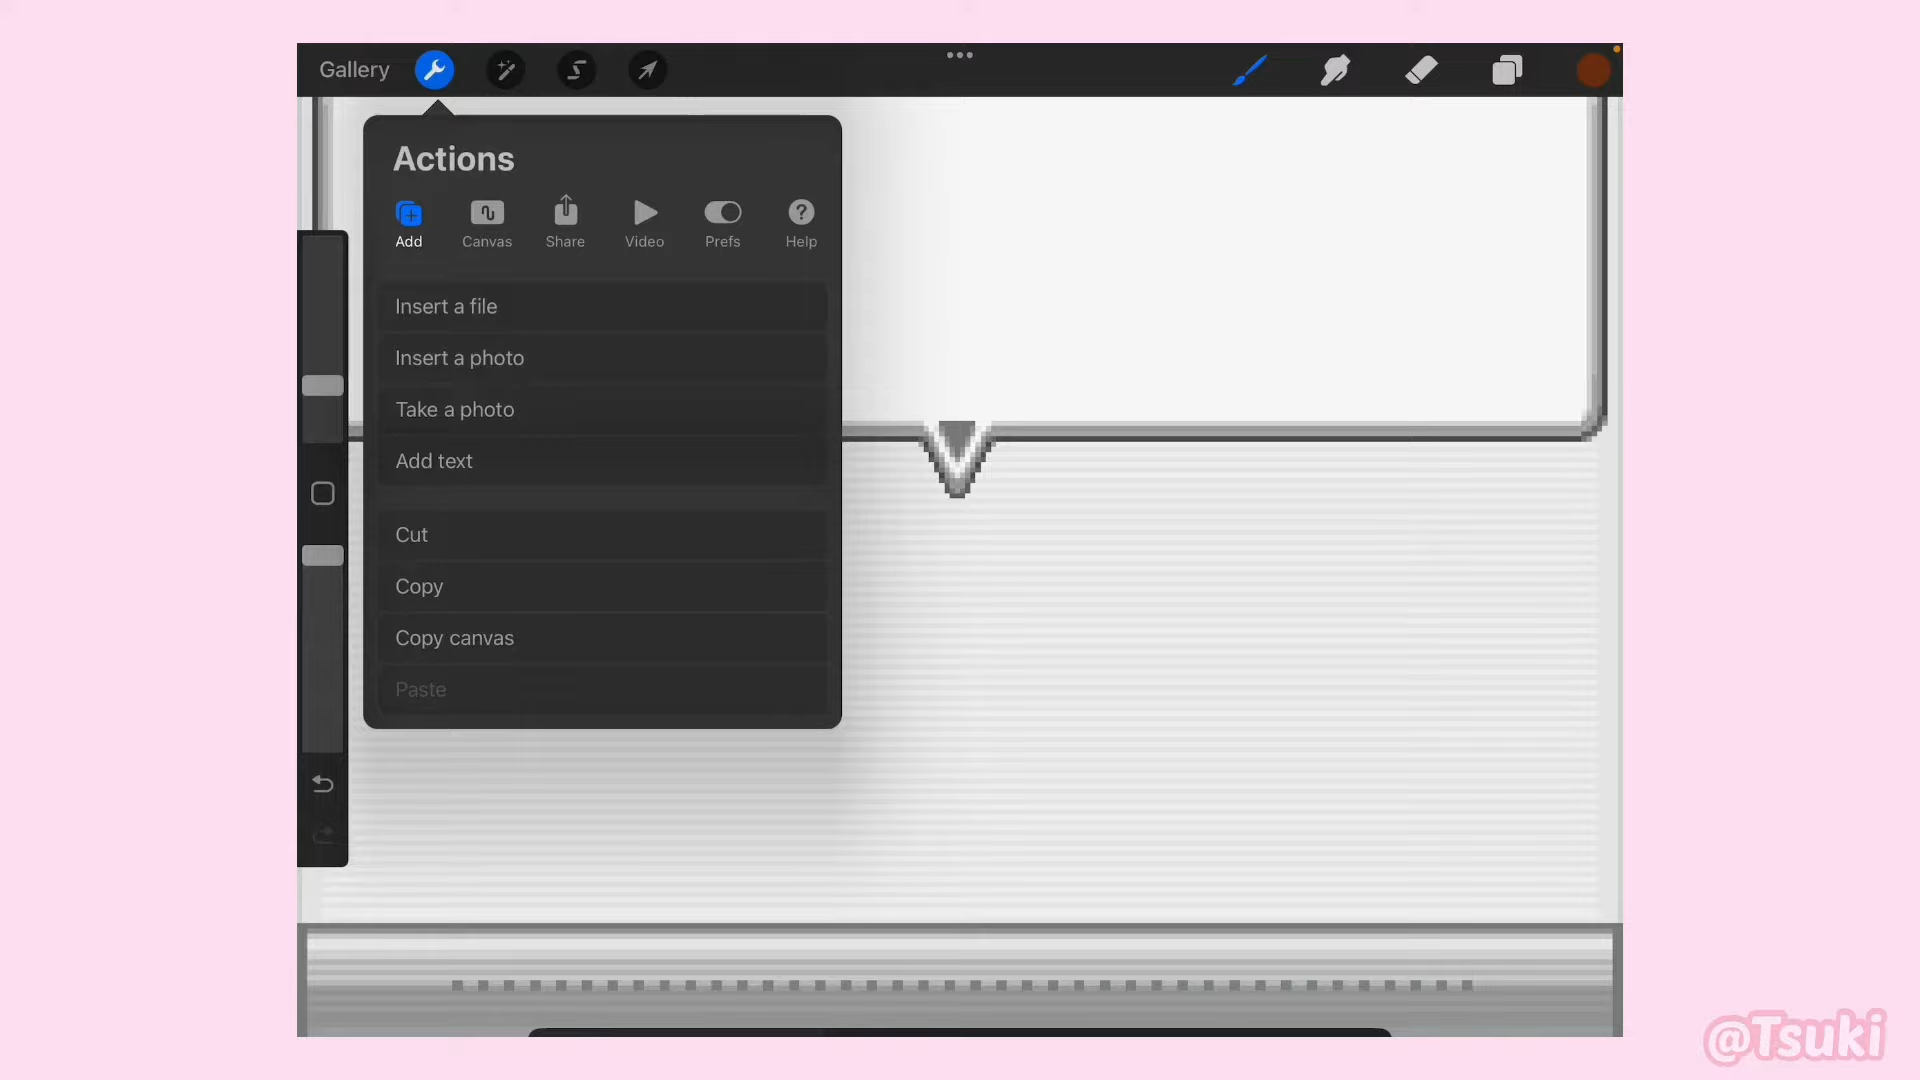 Gallery
Actions
Add Canvas Share Video Prefs Help
Insert a file
Insert a photo
Take a photo
Add text
Cut
Copy
Copy canvas
Paste
@Tsuki